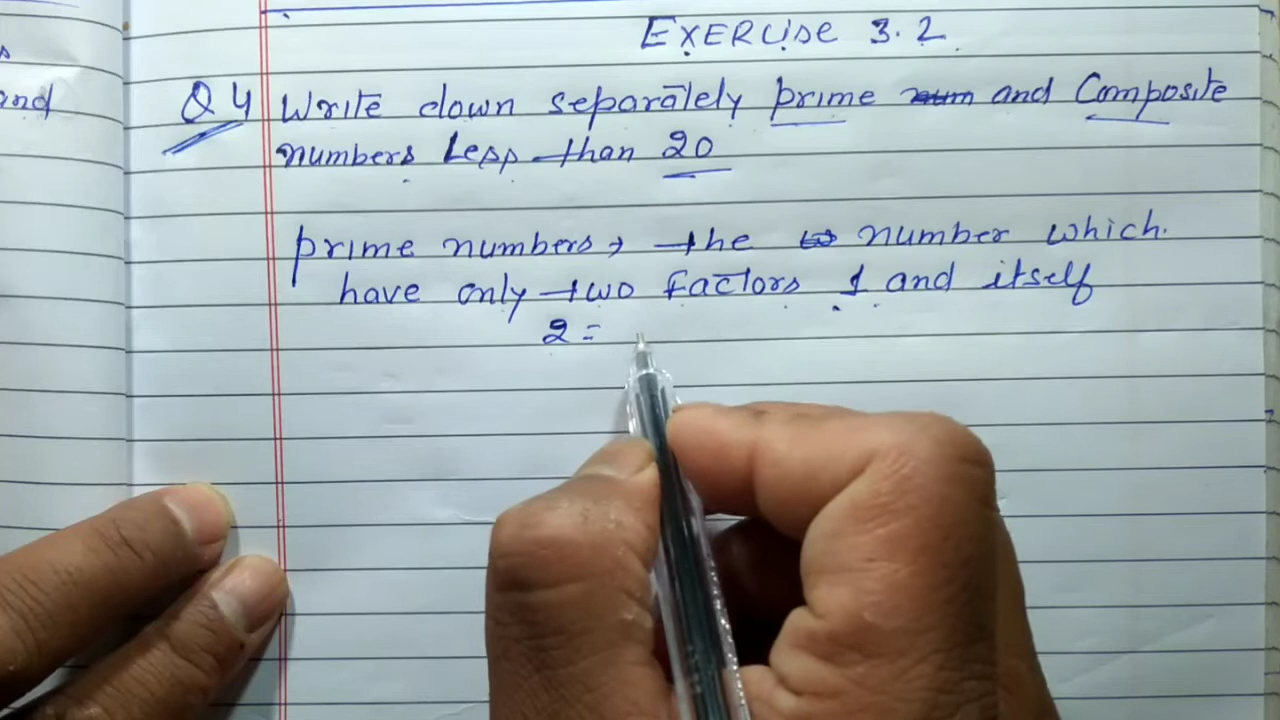 EXERCISE 3.2
and
Q4 Write down separately prime and Composite
numbers Less than 20
prime numbers, the number which
have only two factors 1 and itself
2 =